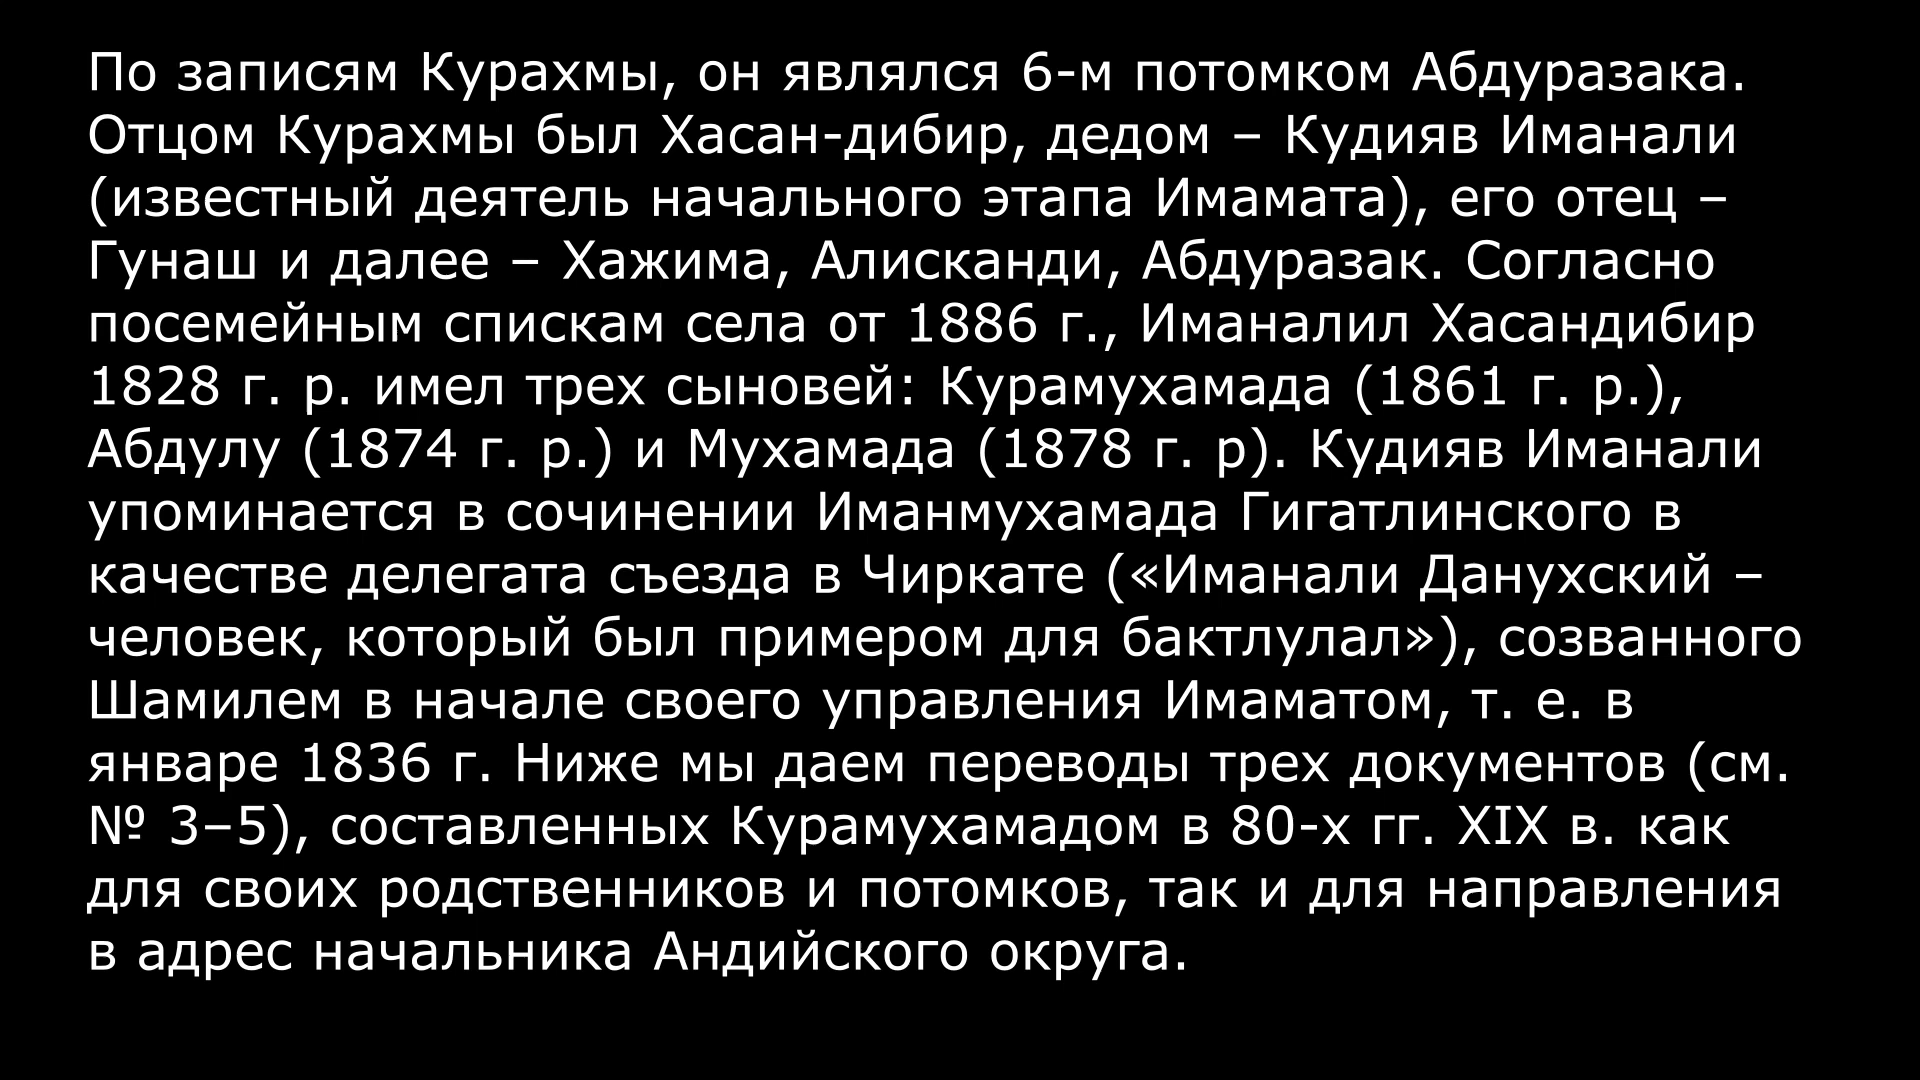 По записям Курахмы, он являлся 6-м потомком Абдуразака.
Отцом Курахмы был Хасан-дибир, дедом – Кудияв Иманали
(известный деятель начального этапа Имамата), его отец –
Гунаш и далее – Хажима, Алисканди, Абдуразак. Согласно
посемейным спискам села от 1886 г., Иманалил Хасандибир
1828 г. р. имел трех сыновей: Курамухамада (1861 г. р.),
Абдулу (1874 г. р.) и Мухамада (1878 г. р). Кудияв Иманали
упоминается в сочинении Иманмухамада Гигатлинского в
качестве делегата съезда в Чиркате («Иманали Данухский –
человек, который был примером для бактлулал»), созванного
Шамилем в начале своего управления Имаматом, т. е. в
январе 1836 г. Ниже мы даем переводы трех документов (см.
№ 3–5), составленных Курамухамадом в 80-х гг. XIX в. как
для своих родственников и потомков, так и для направления
в адрес начальника Андийского округа.